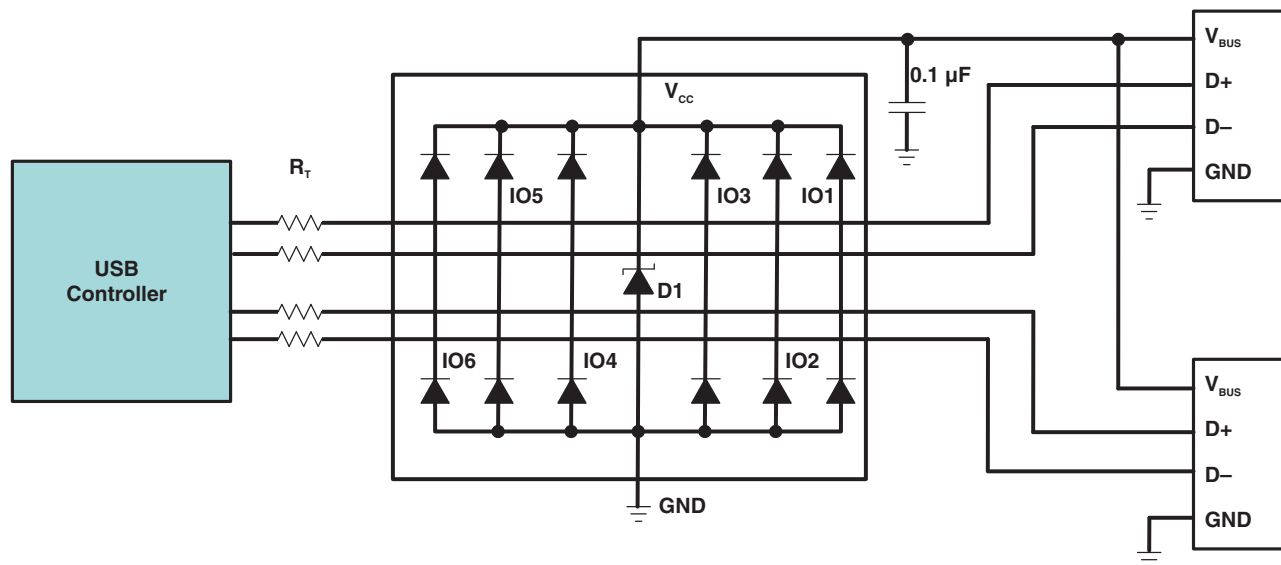 V_BUS
0.1 µF
D+
V_CC
D–
R_T
GND
IO5
IO3
IO1
USB
Controller
D1
IO6
IO4
IO2
V_BUS
D+
D–
GND
GND